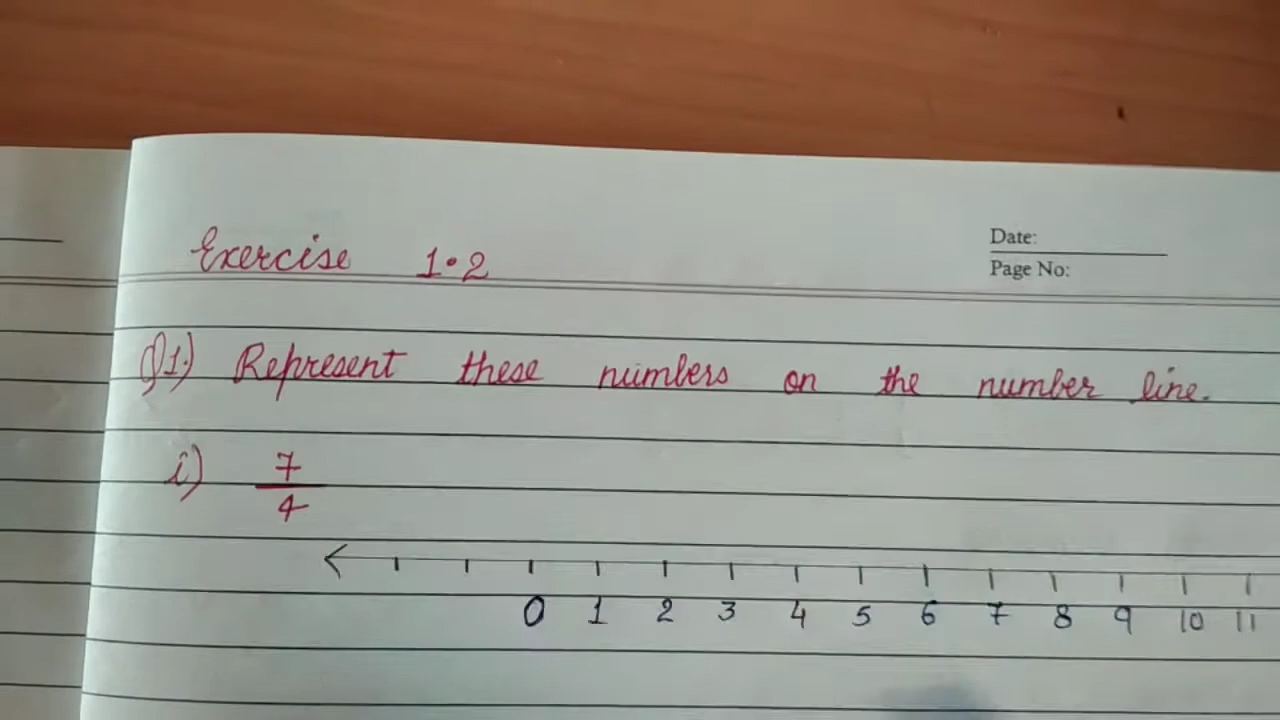 Date:
Exercise 1.2
Page No:
Q1.) Represent these numbers on the number line.
i) 7/4
0 1 2 3 4 5 6 7 8 9 10 11